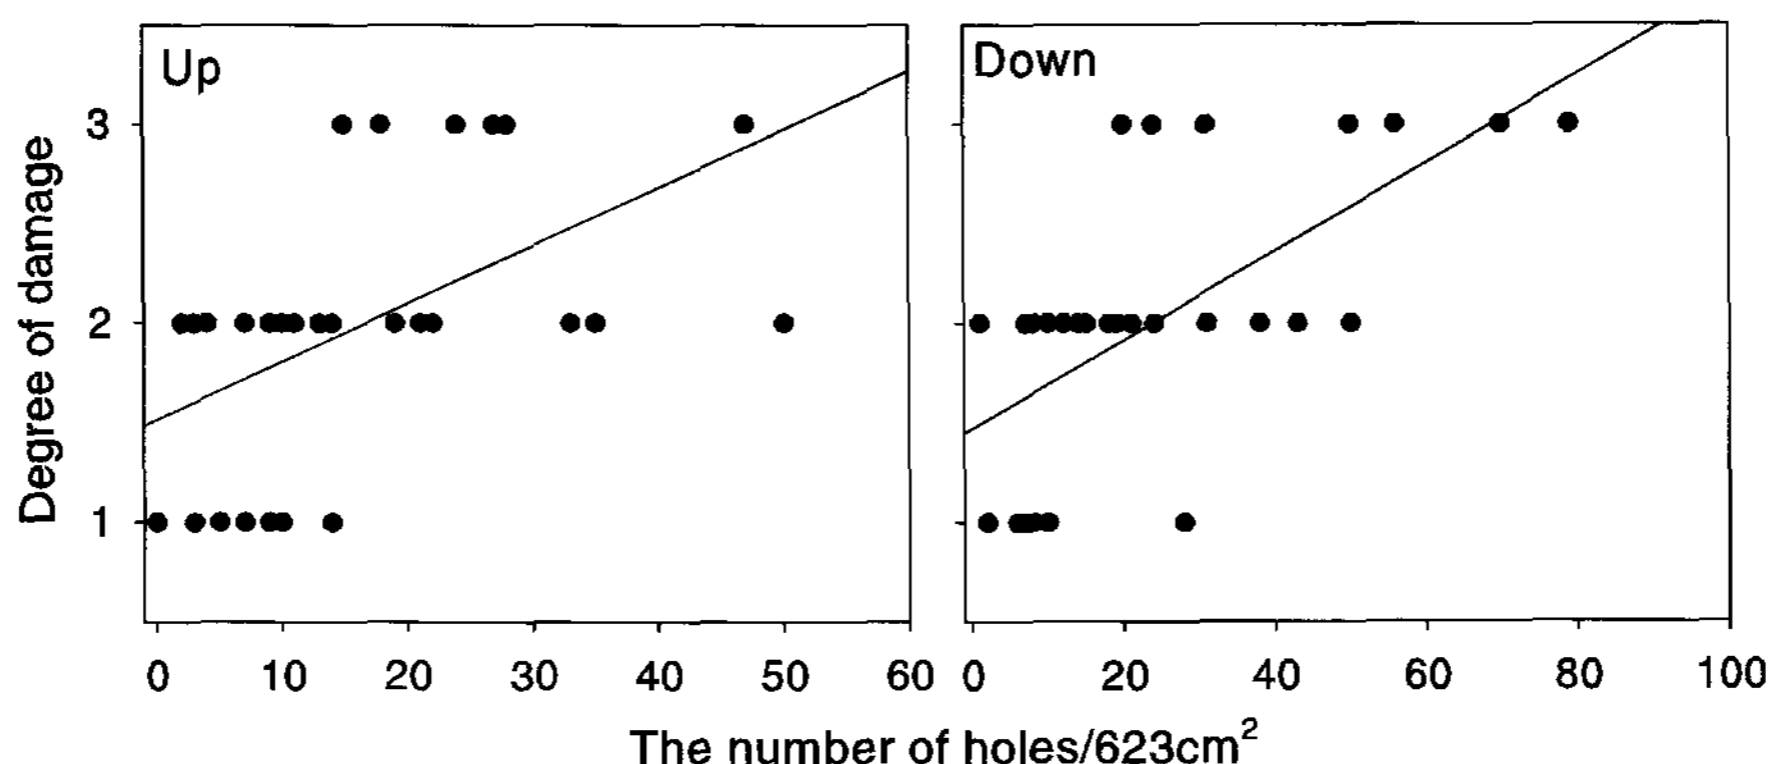 Up
Down
Degree of damage
3
2
1
0 10 20 30 40 50 60
0 20 40 60 80 100
The number of holes/623cm²